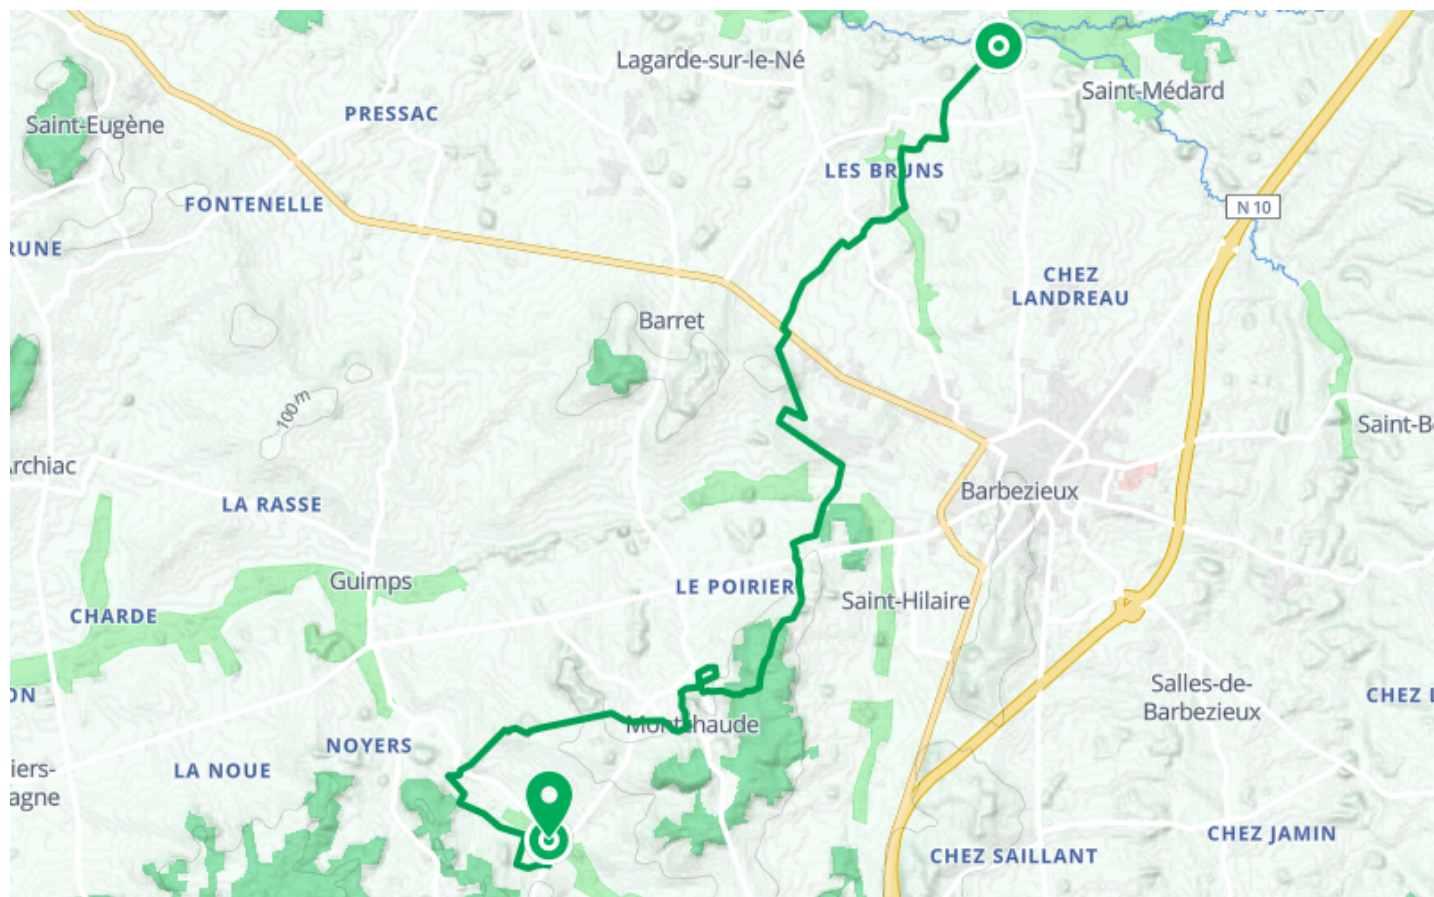 Lagarde-sur-le-Né
Saint-Médard
PRESSAC
Saint-Eugène
LES BRUNS
FONTENELLE
N 10
RUNE
CHEZ
LANDREAU
Barret
100 m
Saint-B
Archiac
Barbezieux
LA RASSE
Guimps
LE POIRIER
Saint-Hilaire
CHARDE
Salles-de-
Barbezieux
ON
CHEZ L
Montchaude
NOYERS
LA NOUE
iers-
agne
CHEZ JAMIN
CHEZ SAILLANT